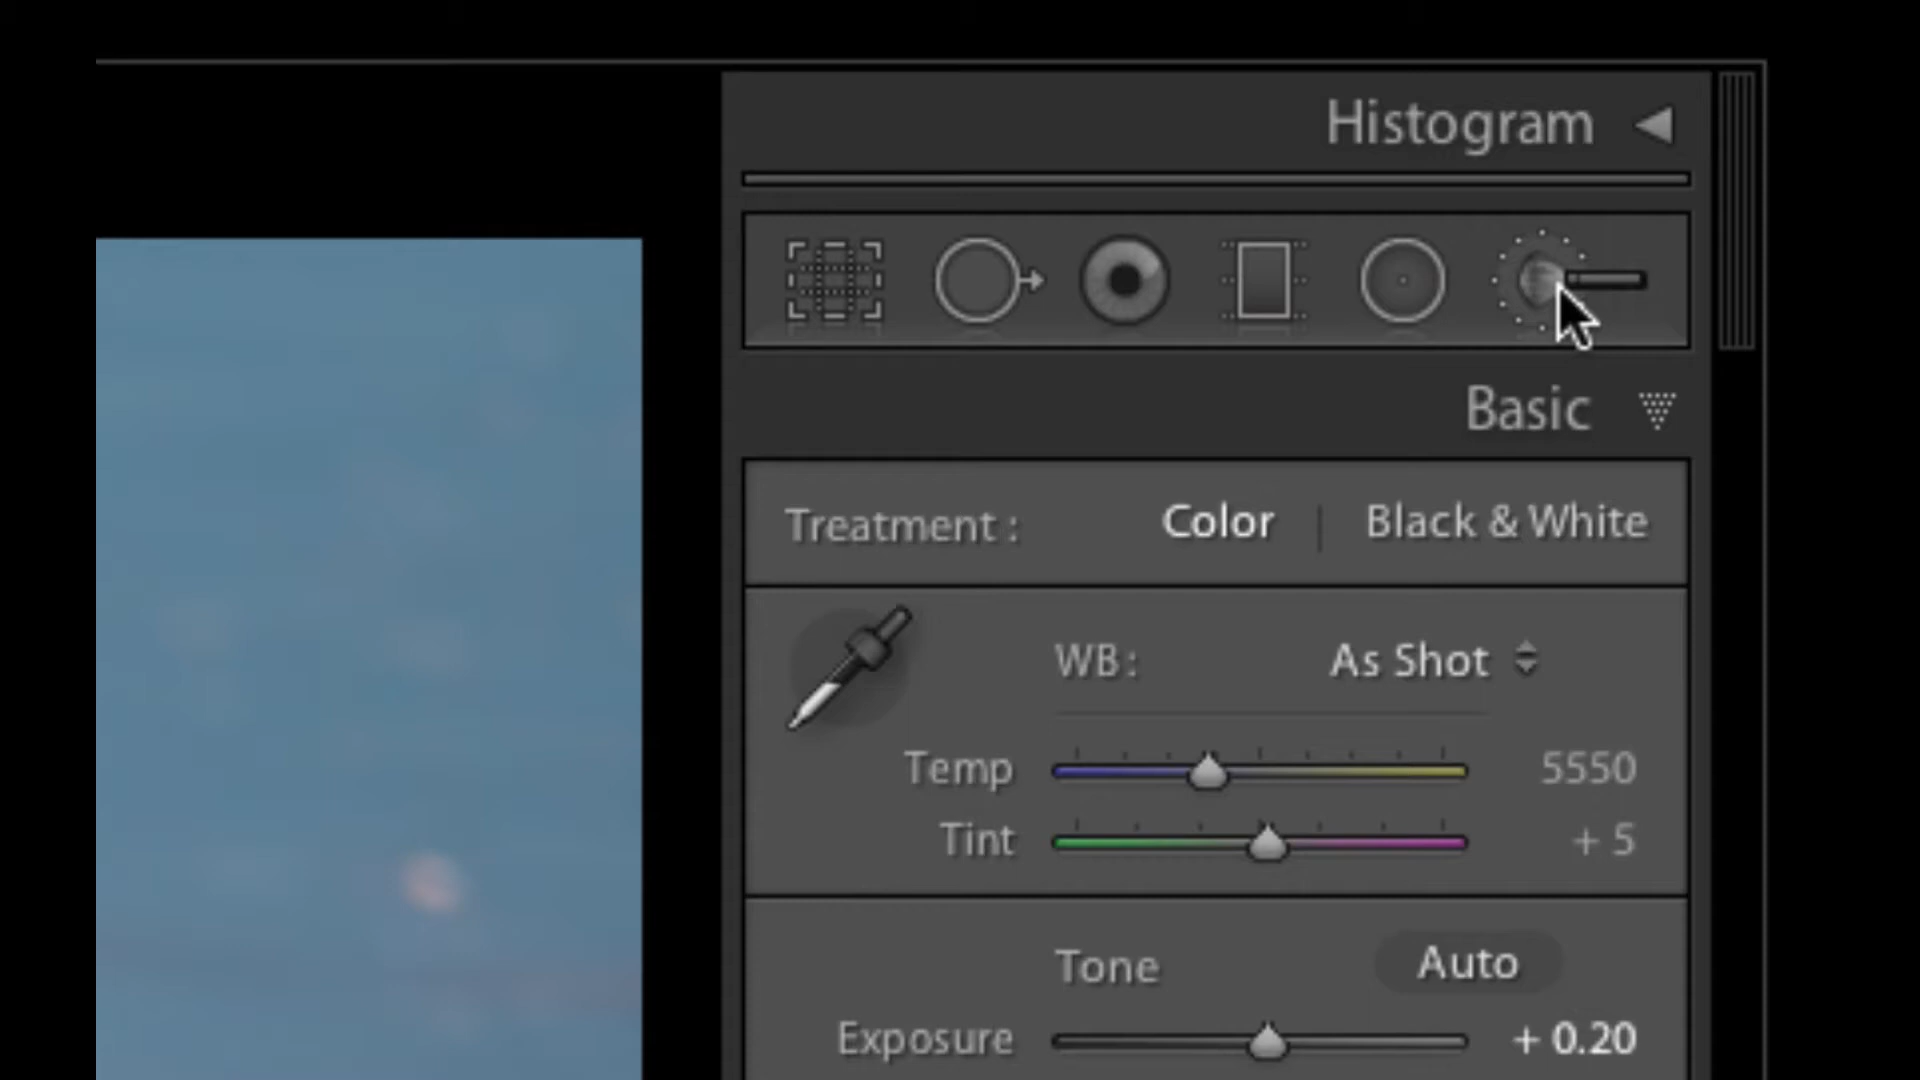 Histogram
Basic
Treatment : Color | Black & White
WB : As Shot
Temp 5550
Tint + 5
Tone Auto
Exposure + 0.20